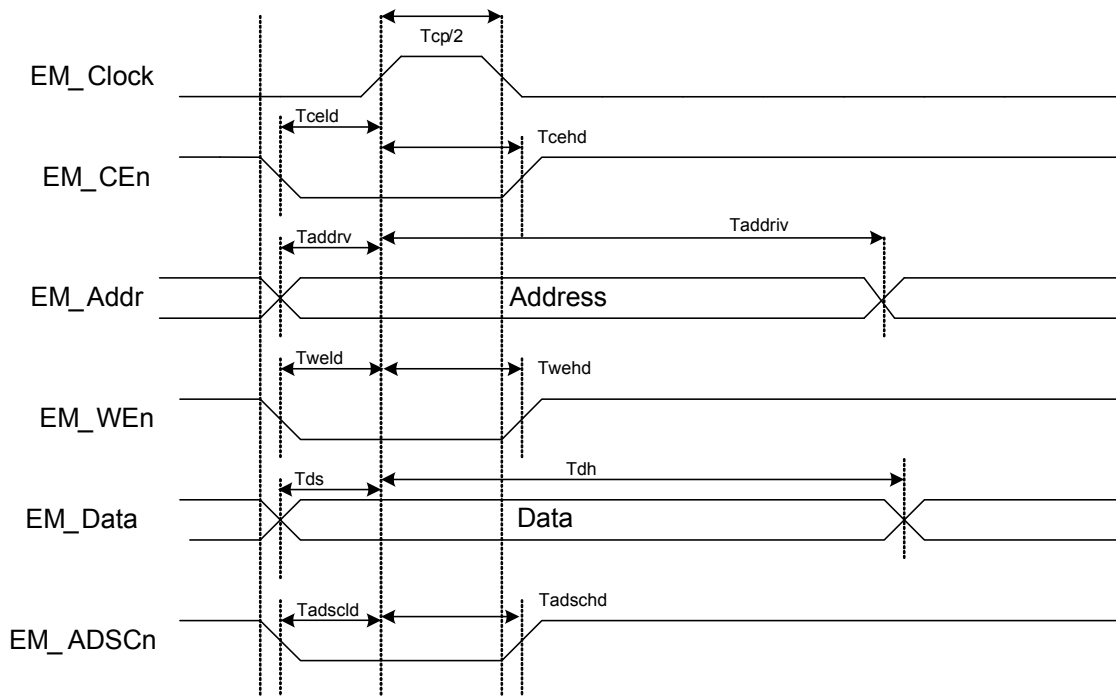 Tcp/2
EM_Clock
Tceld
Tcehd
EM_CEn
Taddrv
Taddriv
EM_Addr
Address
Tweld
Twehd
EM_WEn
Tds
Tdh
EM_Data
Data
Tadscld
Tadschd
EM_ADSCn